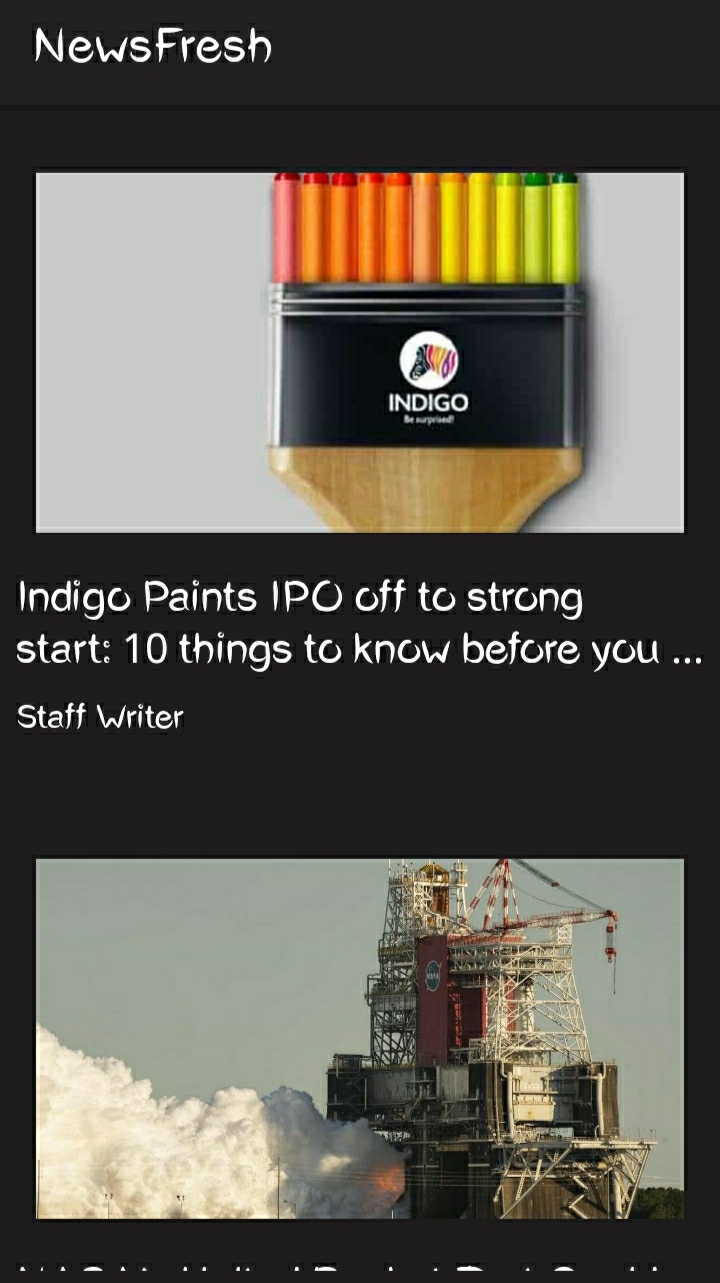 NewsFresh
INDIGO
Be surprised!
Indigo Paints IPO off to strong
start: 10 things to know before you ...
Staff Writer
NASA